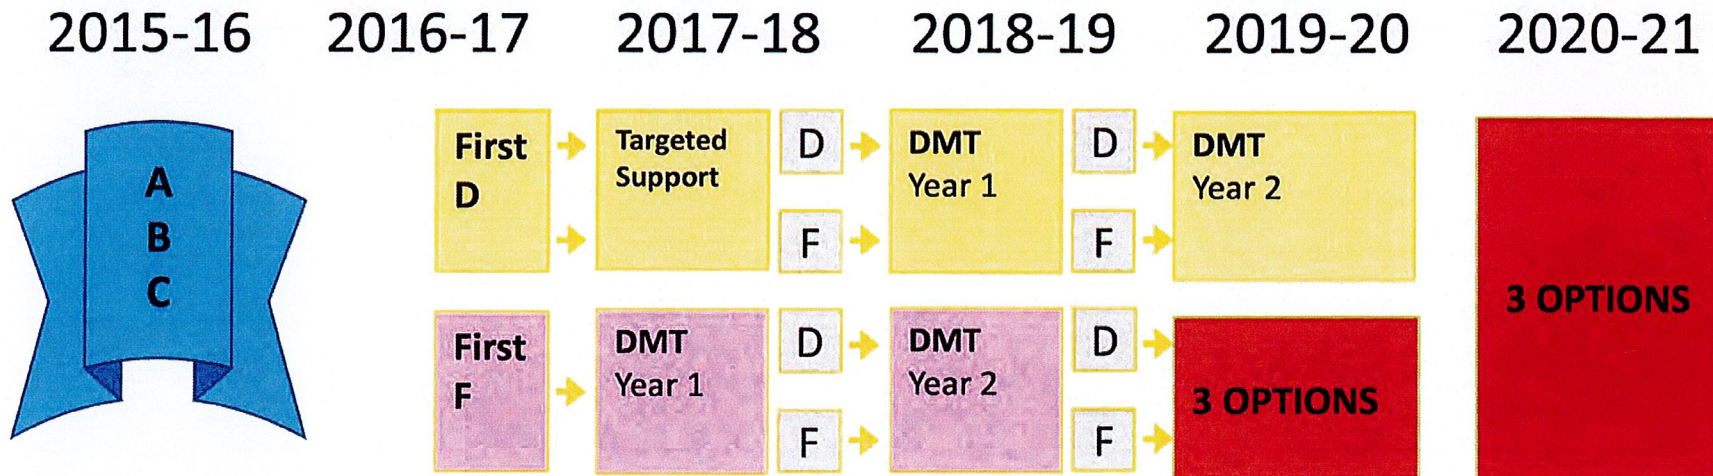 2015-16 2016-17 2017-18 2018-19 2019-20 2020-21
A
B
C
First
D
Targeted
Support
D
F
DMT
Year 1
D
F
DMT
Year 2
First
F
DMT
Year 1
D
F
DMT
Year 2
D
F
3 OPTIONS
3 OPTIONS